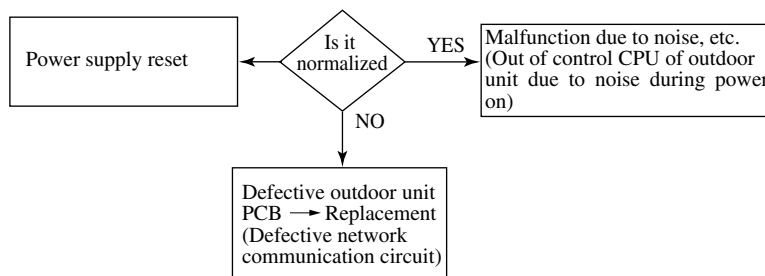 Power supply reset
Is it
normalized
YES
Malfunction due to noise, etc.
(Out of control CPU of outdoor
unit due to noise during power
on)
NO
Defective outdoor unit
PCB → Replacement
(Defective network
communication circuit)